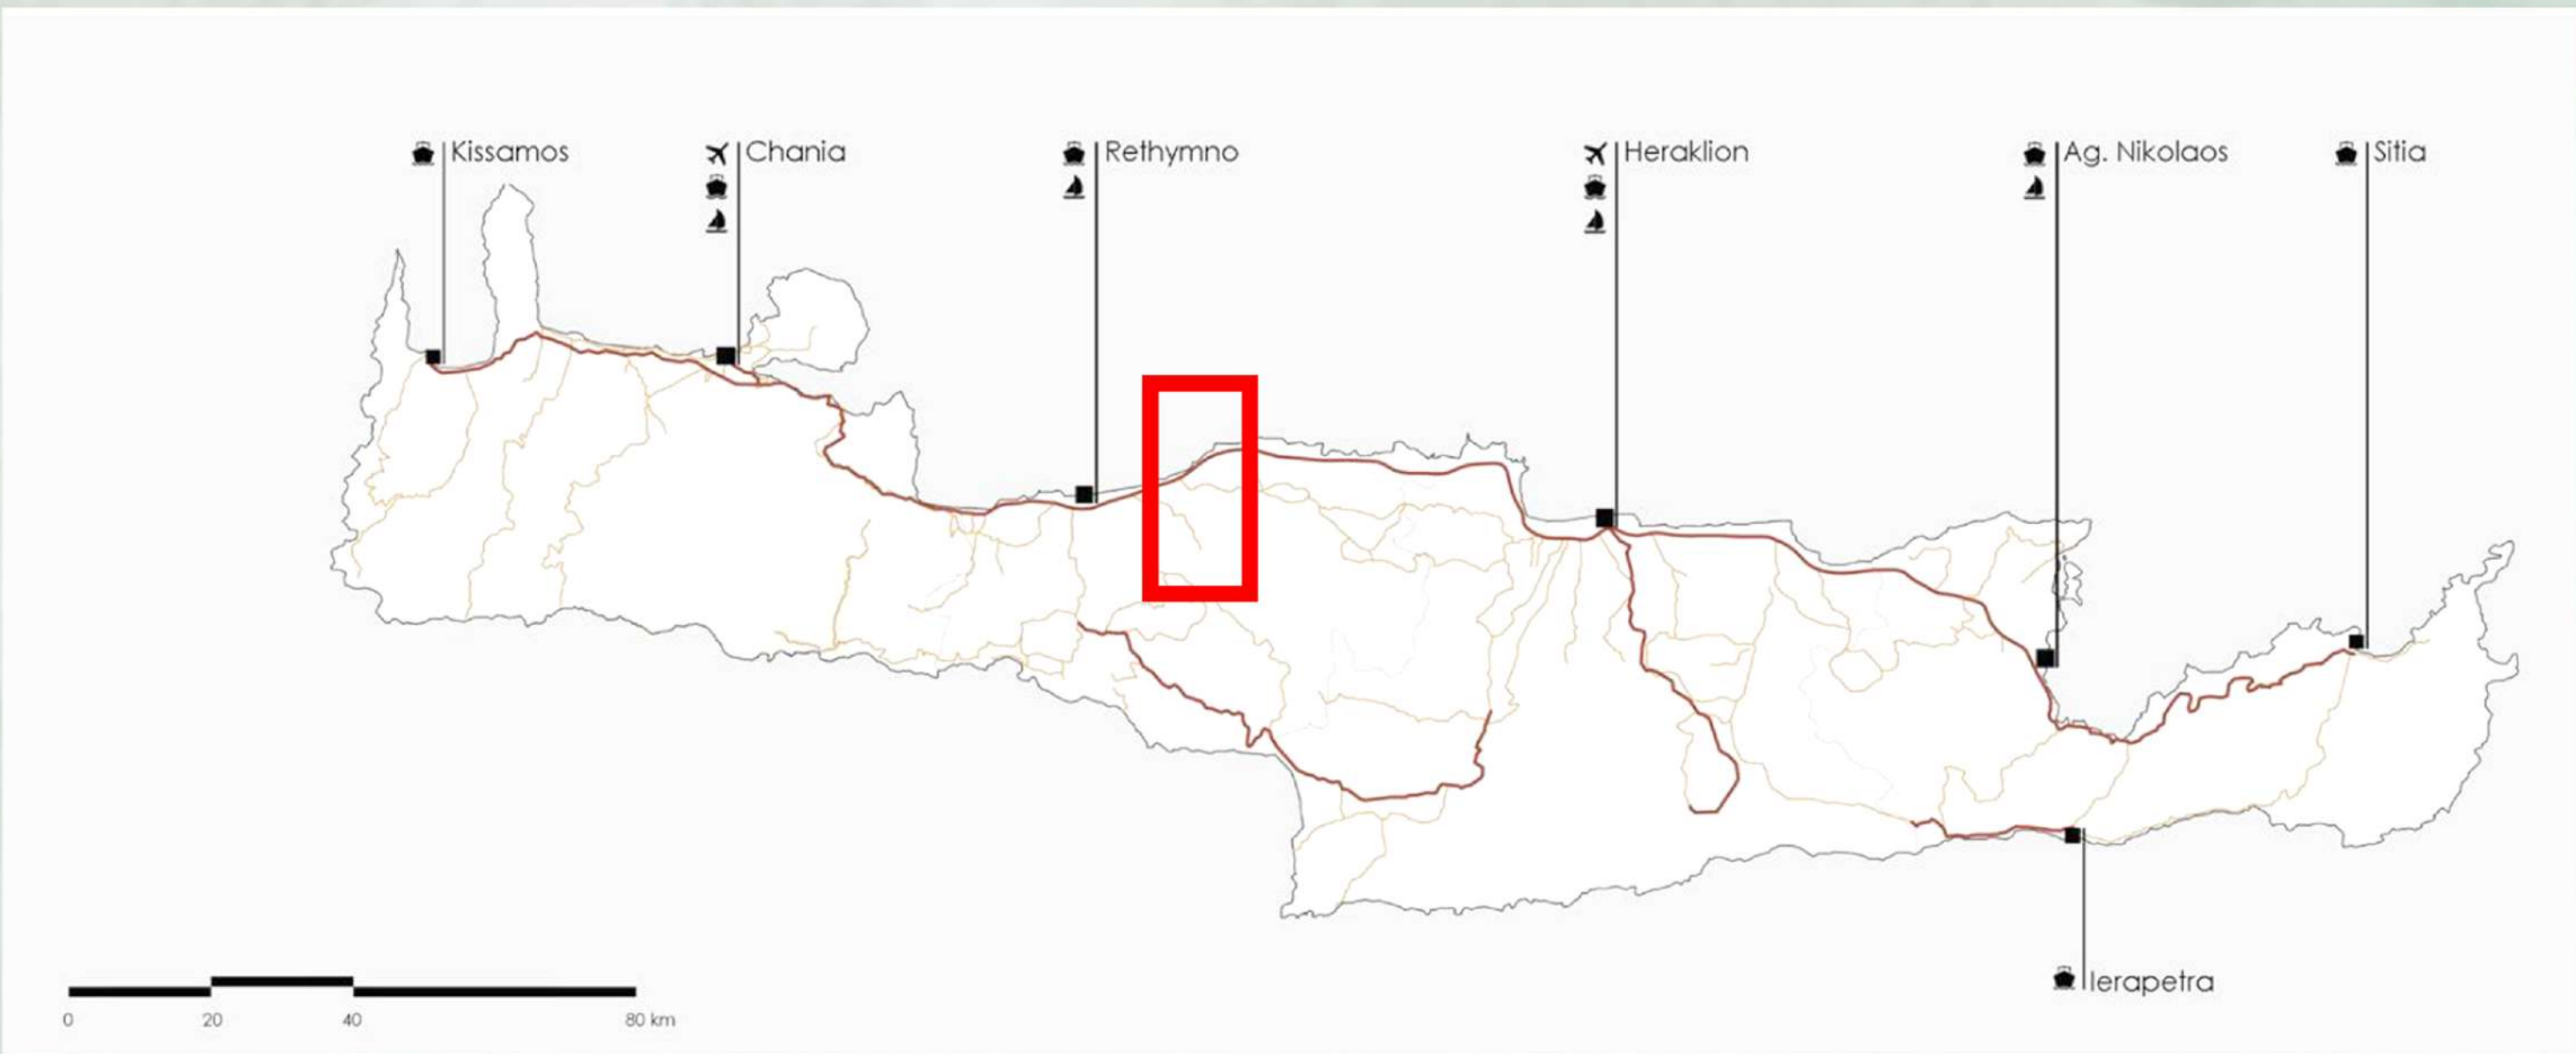 Kissamos
Chania
Rethymno
Heraklion
Ag. Nikolaos
Sitia
Ierapetra
0 20 40 80 km